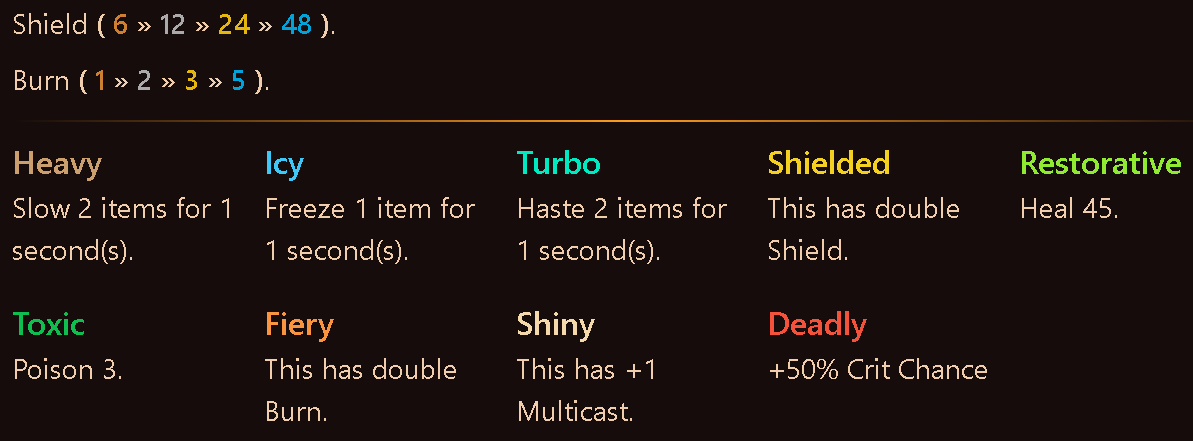 Shield ( 6 » 12 » 24 » 48 ).
Burn ( 1 » 2 » 3 » 5 ).
Heavy
Slow 2 items for 1
second(s).
Icy
Freeze 1 item for
1 second(s).
Turbo
Haste 2 items for
1 second(s).
Shielded
This has double
Shield.
Restorative
Heal 45.
Toxic
Poison 3.
Fiery
This has double
Burn.
Shiny
This has +1
Multicast.
Deadly
+50% Crit Chance